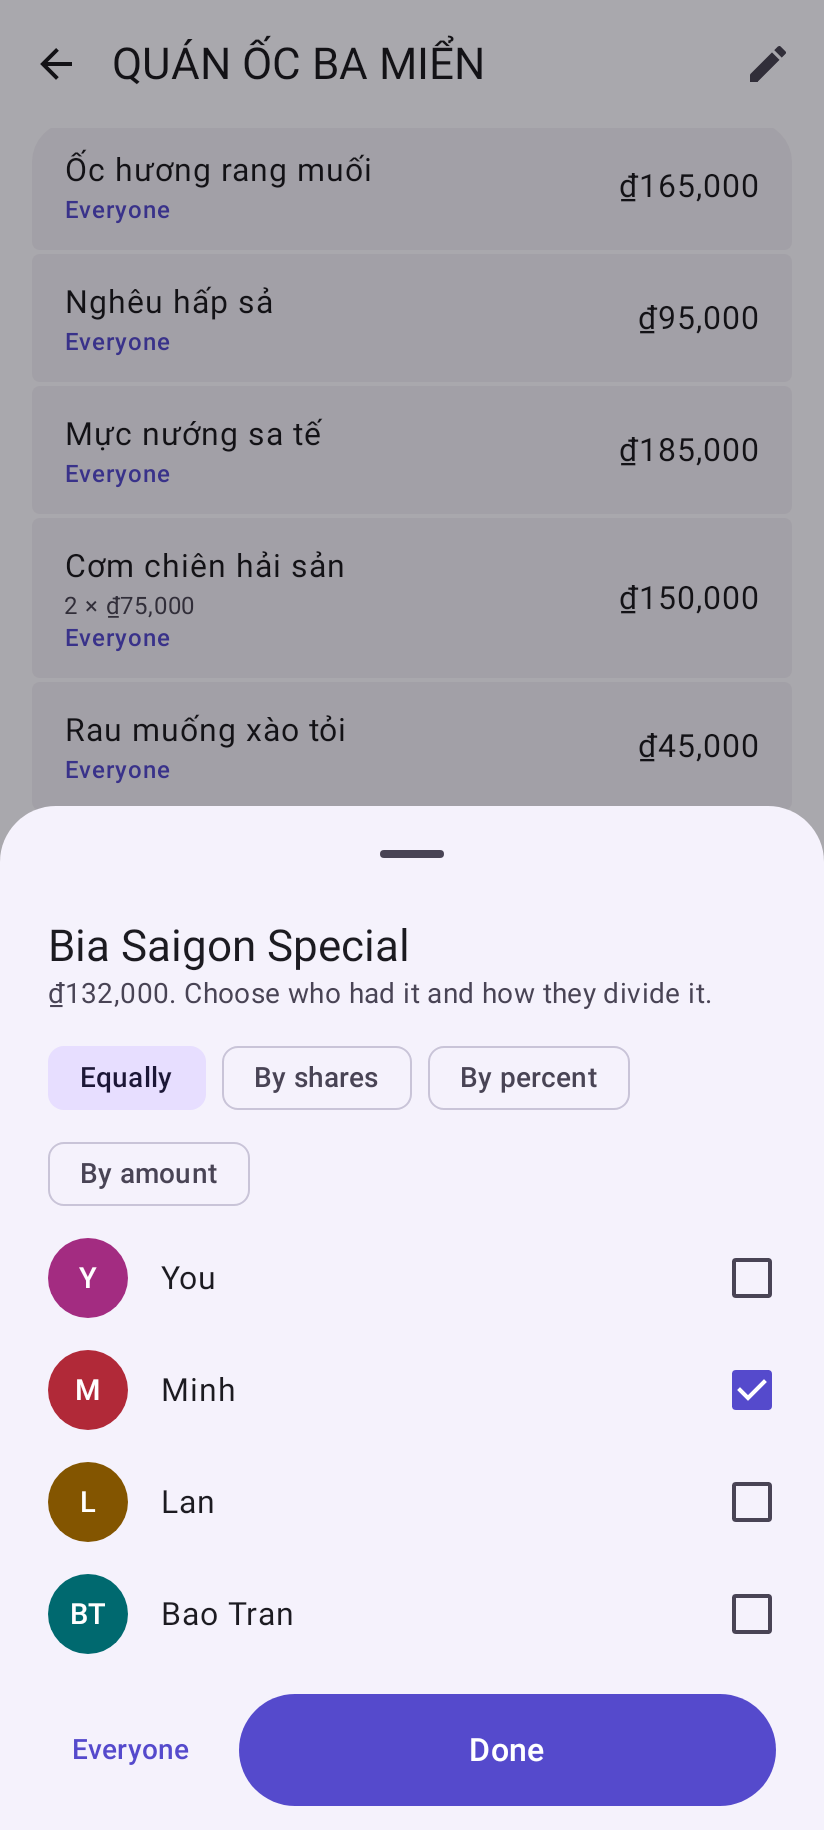 QUÁN ỐC BA MIỂN
Ốc hương rang muối
Everyone
₫165,000
Nghêu hấp sả
Everyone
₫95,000
Mực nướng sa tế
Everyone
₫185,000
Cơm chiên hải sản
2 × ₫75,000
Everyone
₫150,000
Rau muống xào tỏi
Everyone
₫45,000
Bia Saigon Special
₫132,000. Choose who had it and how they divide it.
Equally By shares By percent
By amount
Y You
M Minh
L Lan
BT Bao Tran
Everyone Done